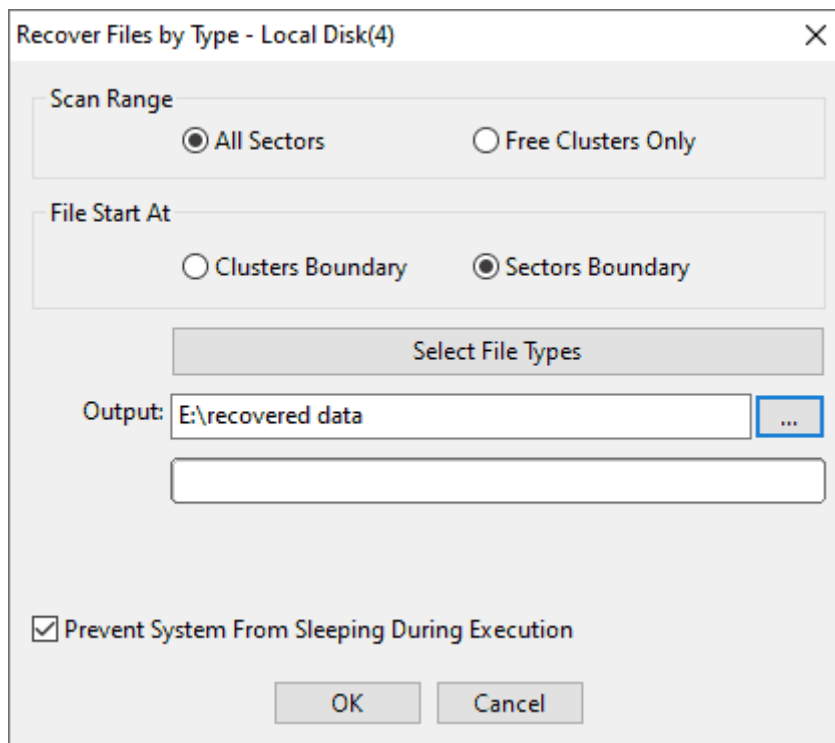 Recover Files by Type - Local Disk(4)
Scan Range
All Sectors Free Clusters Only
File Start At
Clusters Boundary Sectors Boundary
Select File Types
Output: E:\recovered data ...
Prevent System From Sleeping During Execution
OK Cancel